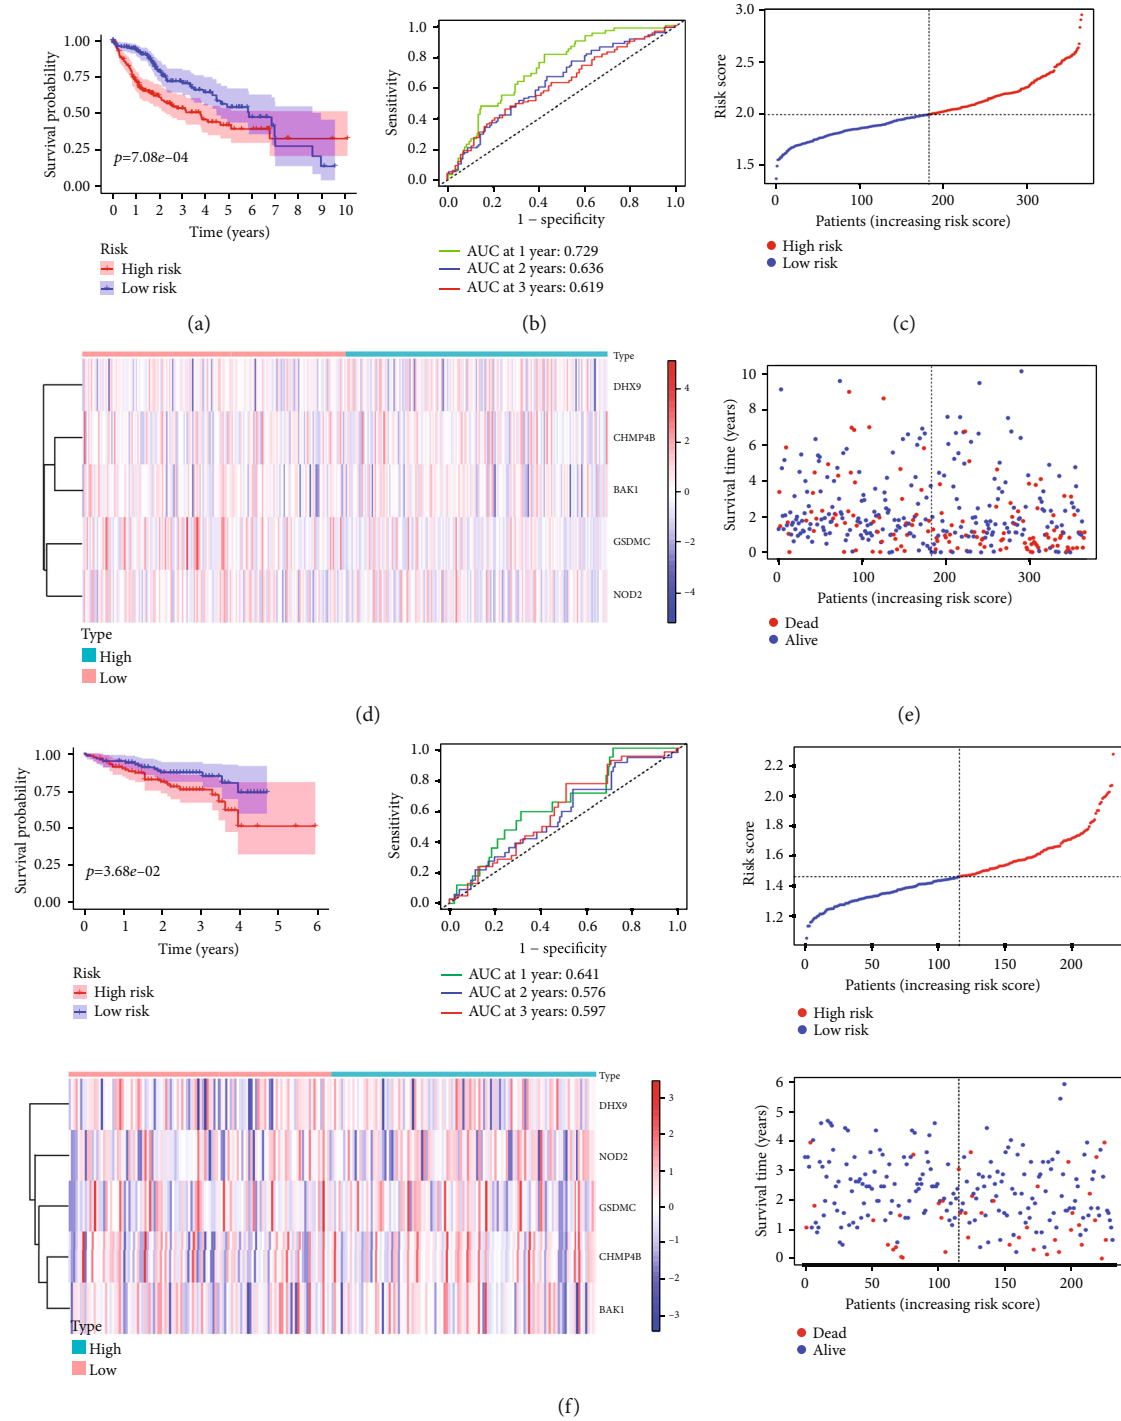 1.00
0.75
0.50
0.25
0.00
Survival probability
p=7.08e–04
0 1 2 3 4 5 6 7 8 9 10
Time (years)
Risk
High risk
Low risk
(a)
1.0
0.8
0.6
0.4
0.2
0.0
Sensitivity
0.0 0.2 0.4 0.6 0.8 1.0
1 – specificity
AUC at 1 year: 0.729
AUC at 2 years: 0.636
AUC at 3 years: 0.619
(b)
3.0
2.5
2.0
1.5
Risk score
0 100 200 300
Patients (increasing risk score)
High risk
Low risk
(c)
Type
DHX9
CHMP4B
BAK1
GSDMC
NOD2
4
2
0
–2
–4
Type
High
Low
(d)
10
8
6
4
2
0
Survival time (years)
0 100 200 300
Patients (increasing risk score)
Dead
Alive
(e)
1.00
0.75
0.50
0.25
0.00
Survival probability
p=3.68e–02
0 1 2 3 4 5 6
Time (years)
Risk
High risk
Low risk
1.0
0.8
0.6
0.4
0.2
0.0
Sensitivity
0.0 0.2 0.4 0.6 0.8 1.0
1 – specificity
AUC at 1 year: 0.641
AUC at 2 years: 0.576
AUC at 3 years: 0.597
2.2
2.0
1.8
1.6
1.4
1.2
Risk score
0 50 100 150 200
Patients (increasing risk score)
High risk
Low risk
Type
DHX9
NOD2
GSDMC
CHMP4B
BAK1
3
2
1
0
–1
–2
–3
Type
High
Low
6
5
4
3
2
1
0
Survival time (years)
0 50 100 150 200
Patients (increasing risk score)
Dead
Alive
(f)